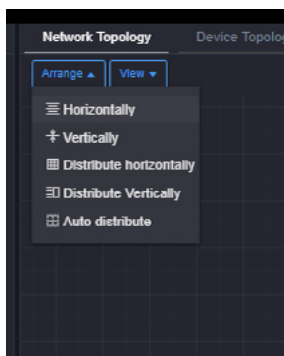 Network Topology
Device Topolo
Arrange
View
Horizontally
Vertically
Distribute horizontally
Distribute Vertically
Auto distribute